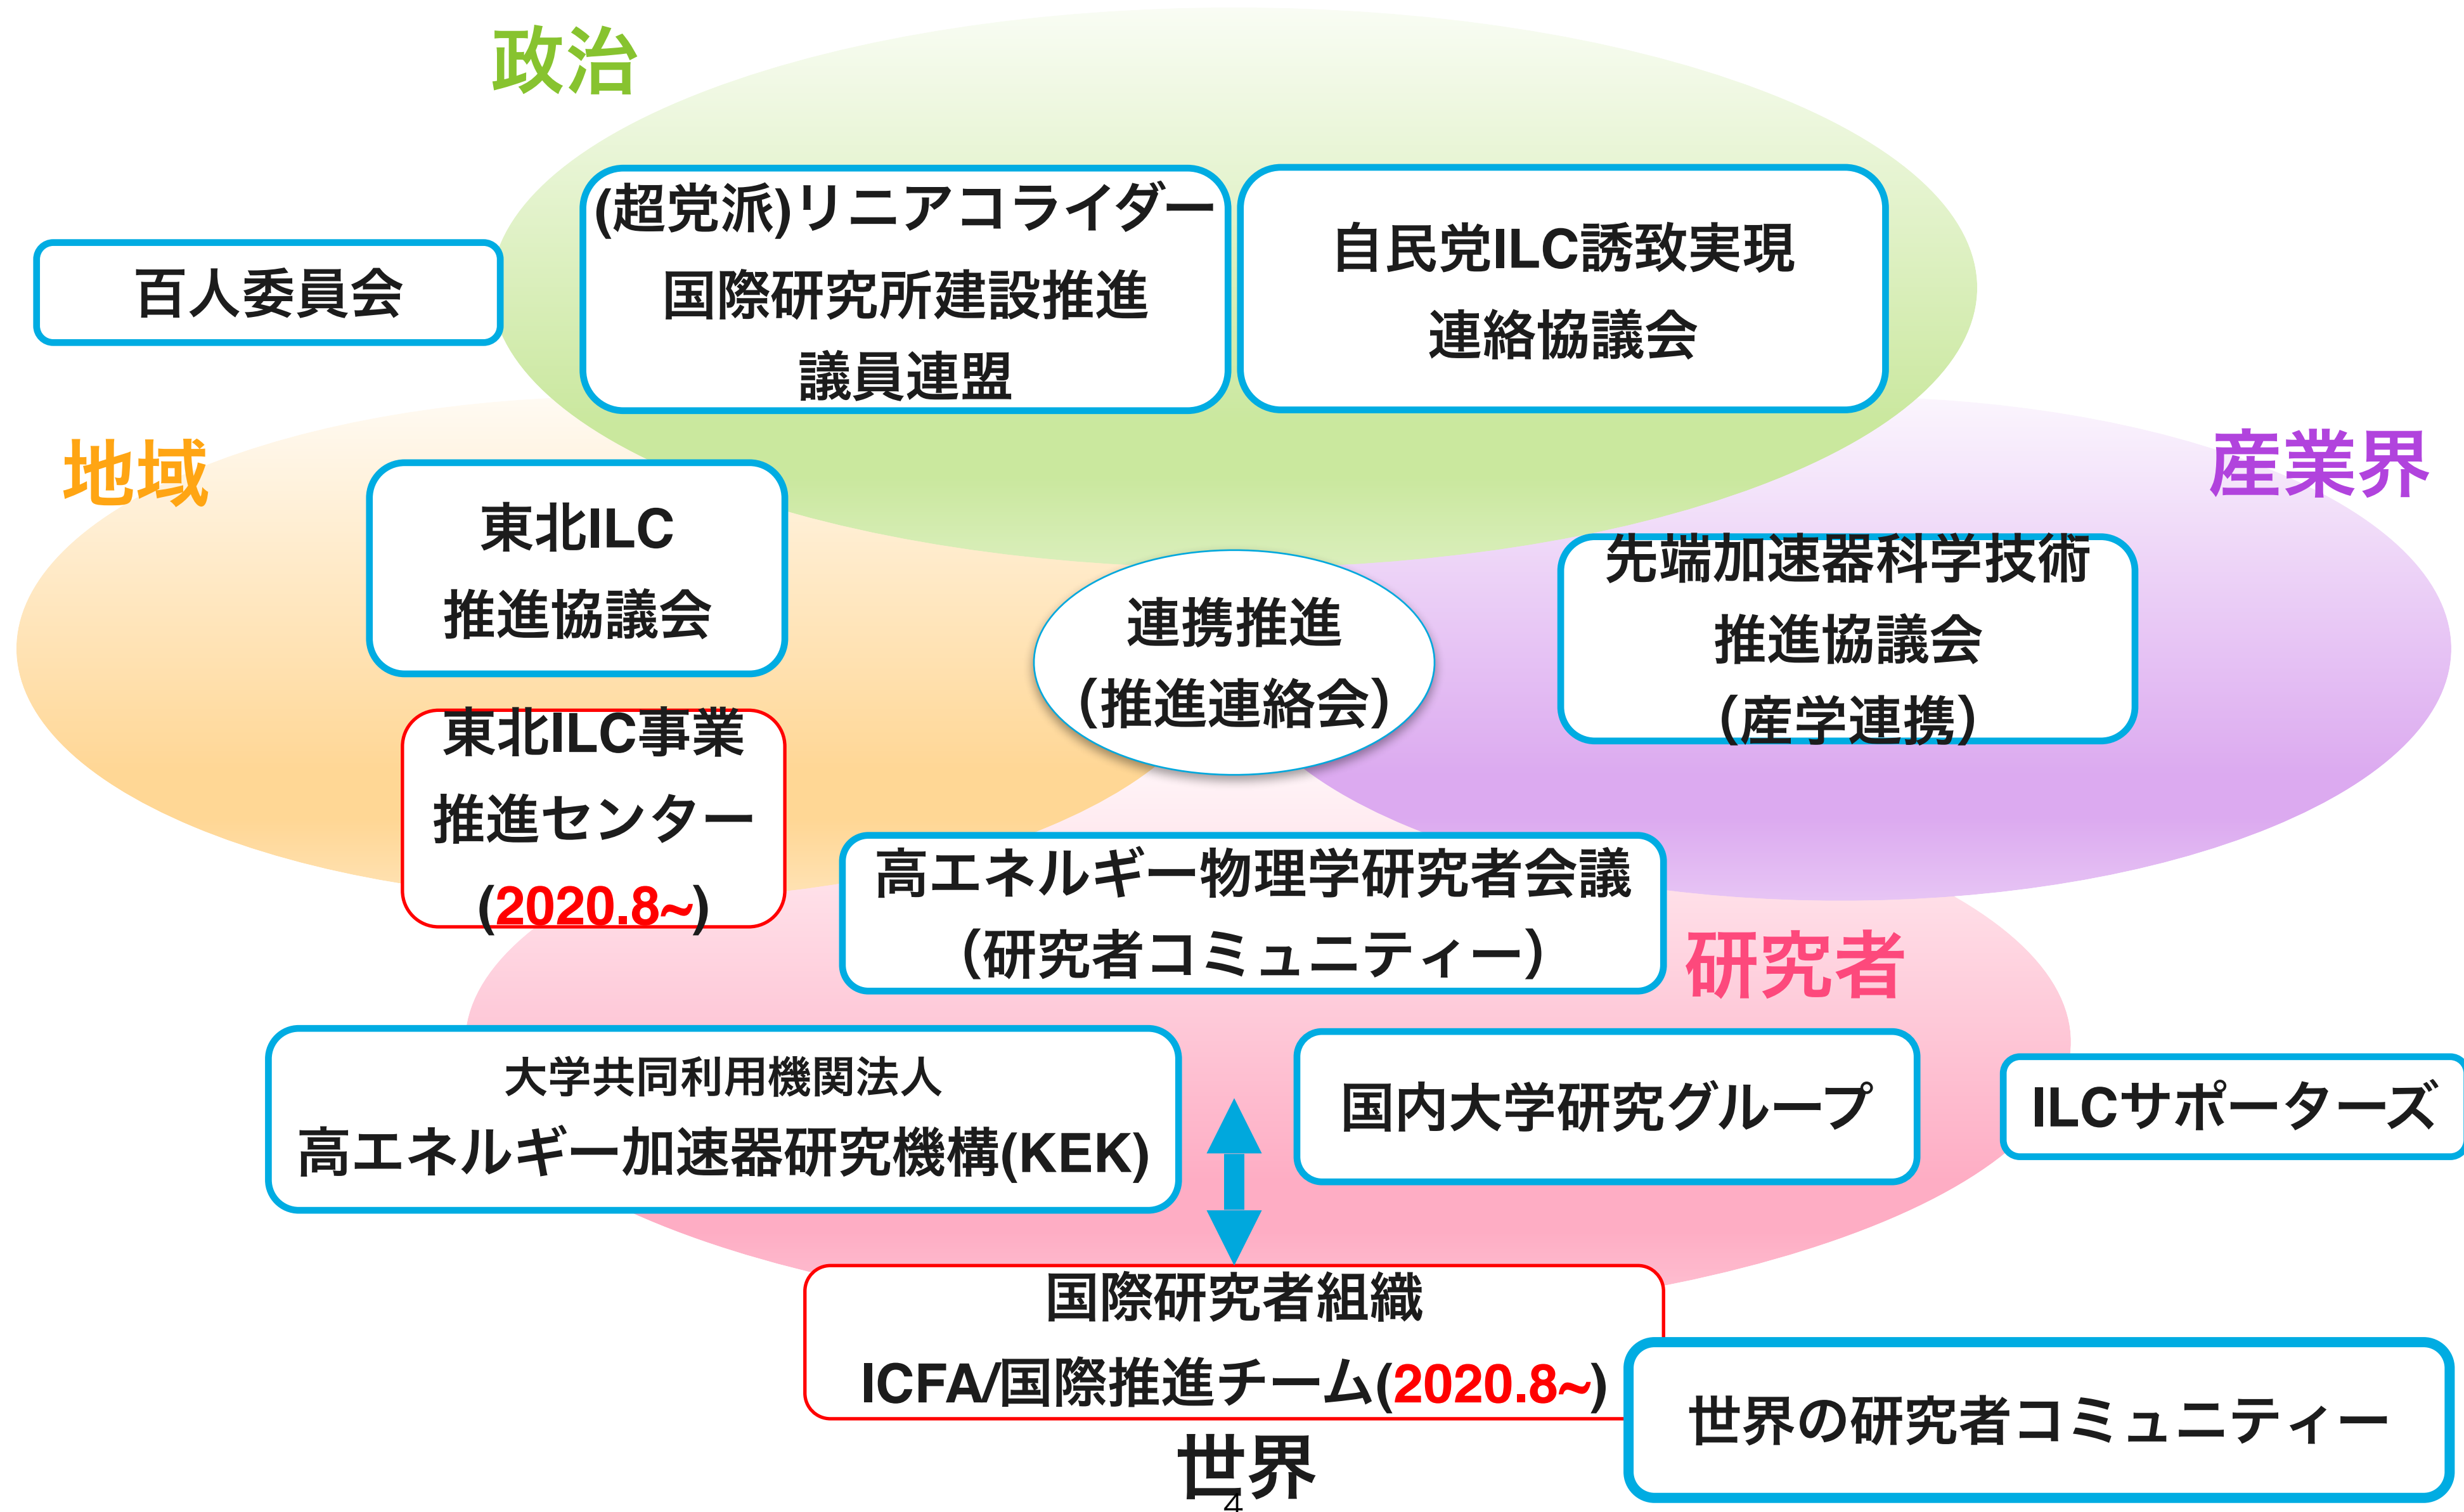 政治
(超党派)リニアコライダー
国際研究所建設推進
議員連盟
自民党ILC誘致実現
連絡協議会
百人委員会
地域
産業界
東北ILC
推進協議会
連携推進
（推進連絡会）
先端加速器科学技術
推進協議会
（産学連携）
東北ILC事業
推進センター
(2020.8~)
高エネルギー物理学研究者会議
（研究者コミュニティー）
研究者
大学共同利用機関法人
高エネルギー加速器研究機構(KEK)
国内大学研究グループ
ILCサポーターズ
国際研究者組織
ICFA/国際推進チーム(2020.8~)
世界の研究者コミュニティー
世界
4